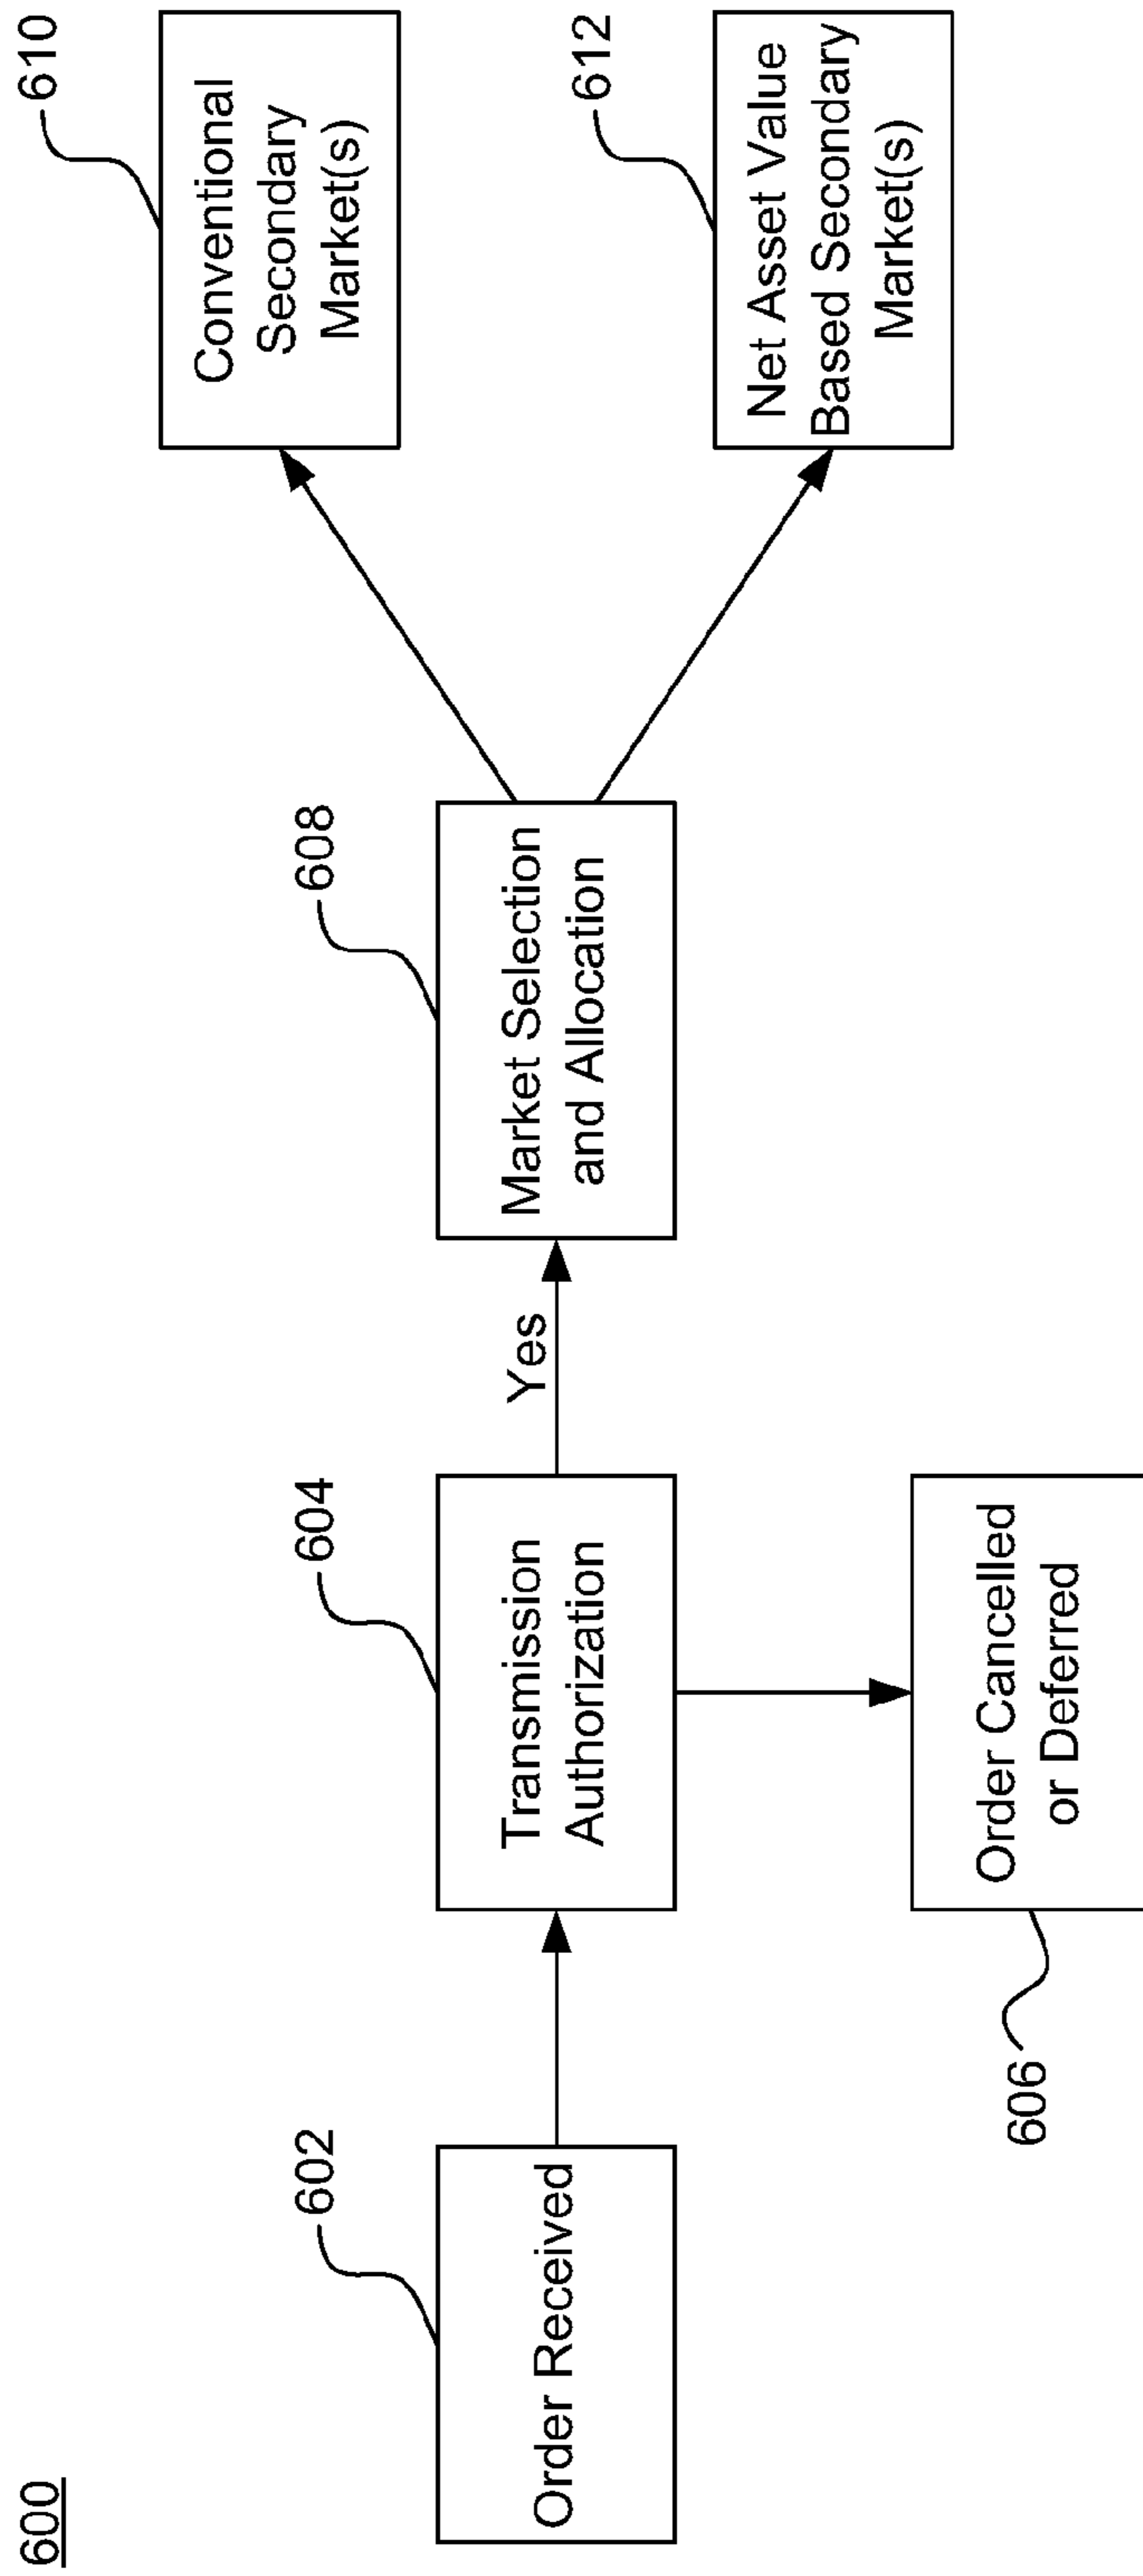 600
602
Order Received
604
Transmission
Authorization
Yes
606
Order Cancelled
or Deferred
608
Market Selection
and Allocation
610
Conventional
Secondary
Market(s)
612
Net Asset Value
Based Secondary
Market(s)